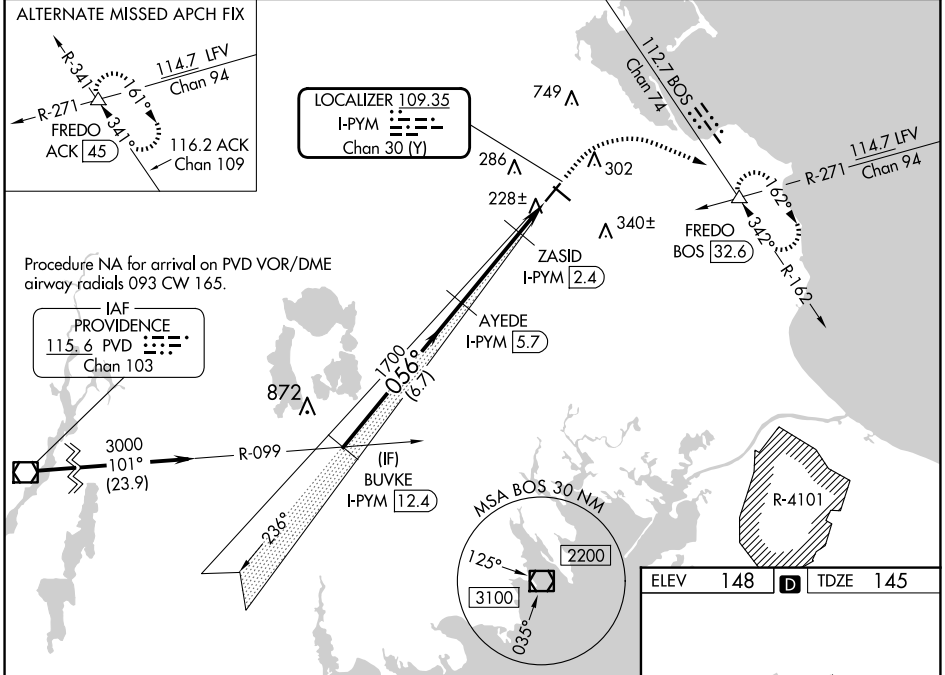 ALTERNATE MISSED APCH FIX
R-341
114.7 LFV
Chan 94
161°
R-271
341°
FREDO
ACK 45
116.2 ACK
Chan 109
LOCALIZER 109.35
I-PYM
Chan 30 (Y)
749
112.7 BOS
Chan 74
286
302
228±
340±
114.7 LFV
R-271
Chan 94
162°
342°
FREDO
BOS 32.6
R-162
ZASID
I-PYM 2.4
AYEDE
I-PYM 5.7
Procedure NA for arrival on PVD VOR/DME
airway radials 093 CW 165.
IAF
PROVIDENCE
115.6 PVD
Chan 103
1700
056°
(6.7)
872
3000
101°
(23.9)
R-099
(IF)
BUVKE
I-PYM 12.4
236°
MSA BOS 30 NM
125°
2200
3100
035°
R-4101
ELEV 148 D TDZE 145